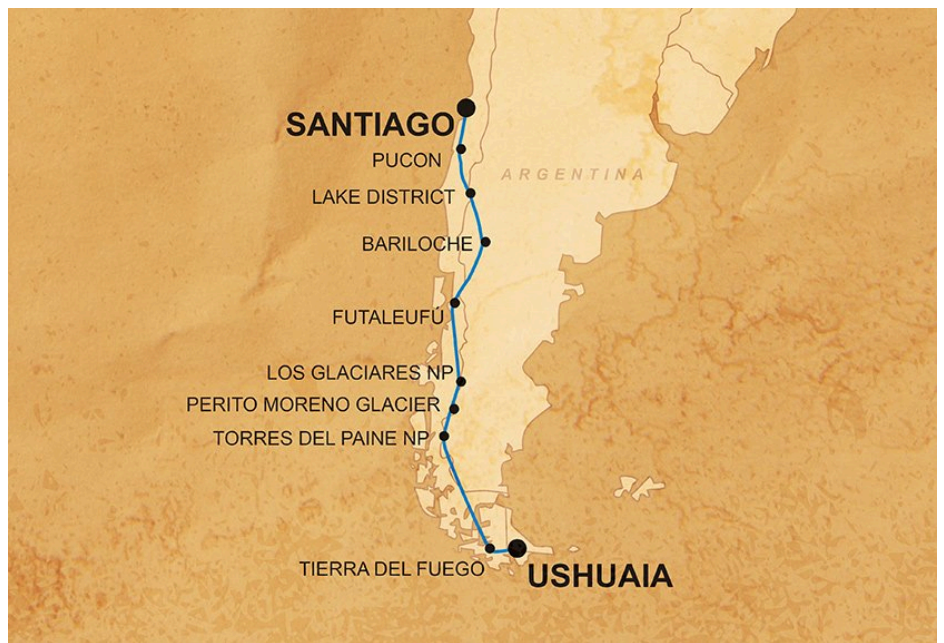 SANTIAGO
PUCON
ARGENTINA
LAKE DISTRICT
BARILOCHE
FUTALEUFÚ
LOS GLACIARES NP
PERITO MORENO GLACIER
TORRES DEL PAINE NP
TIERRA DEL FUEGO
USHUAIA